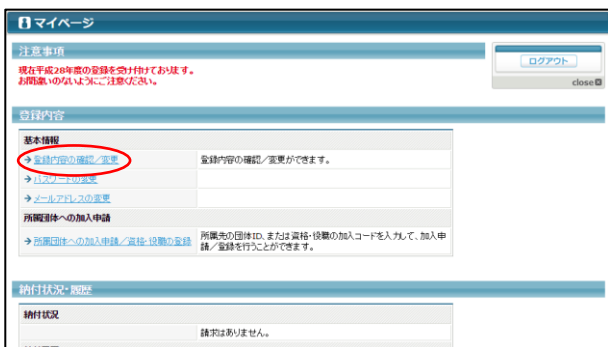 マイページ
注意事項
現在平成28年度の登録を受け付けております。
お間違いのないようにご注意ください。
ログアウト
close
登録内容
基本情報
登録内容の確認／変更
登録内容の確認／変更ができます。
パスワードの変更
メールアドレスの変更
所属団体への加入申請
所属団体への加入申請／資格・役職の登録
所属先の団体ID、または資格・役職の加入コードを入力して、加入申
請／登録を行うことができます。
納付状況・履歴
納付状況
請求はありません。